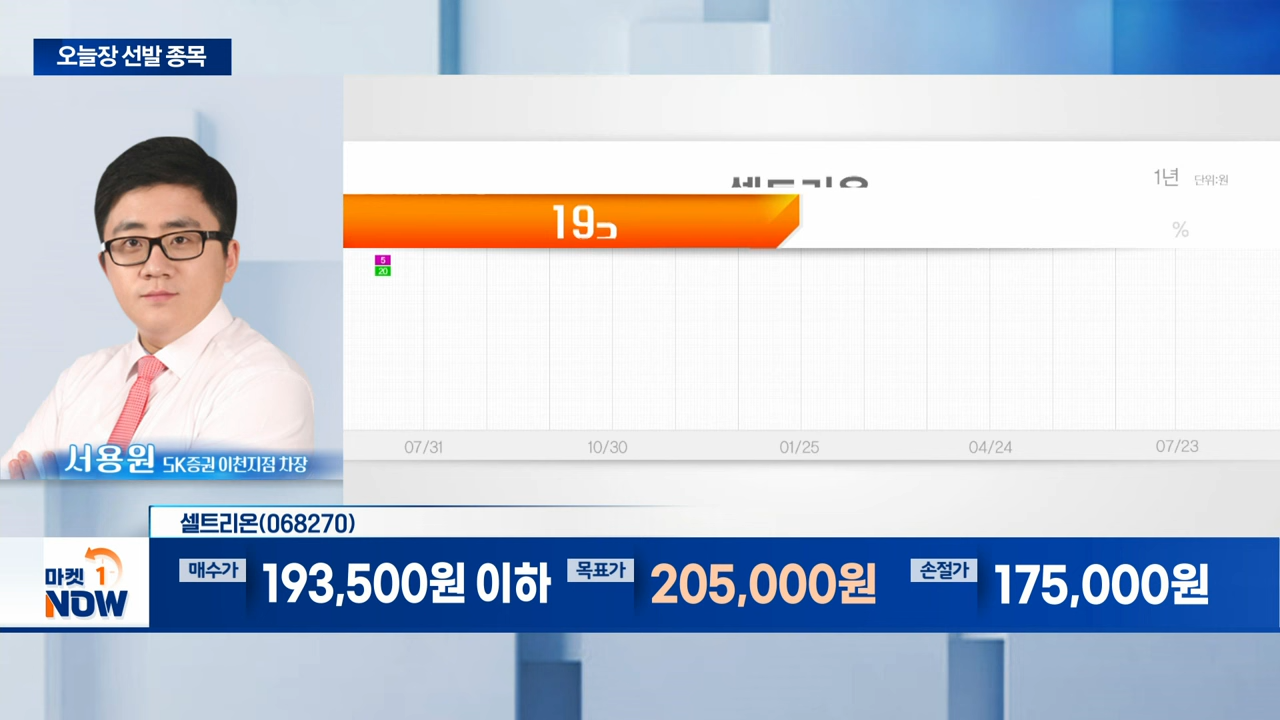 오늘장 선발 종목
1년 단위:원
%
5
20
07/31 10/30 01/25 04/24 07/23
서용원 SK증권 이천지점 차장
셀트리온(068270)
마켓 1
NOW
매수가 193,500원 이하 목표가 205,000원 손절가 175,000원